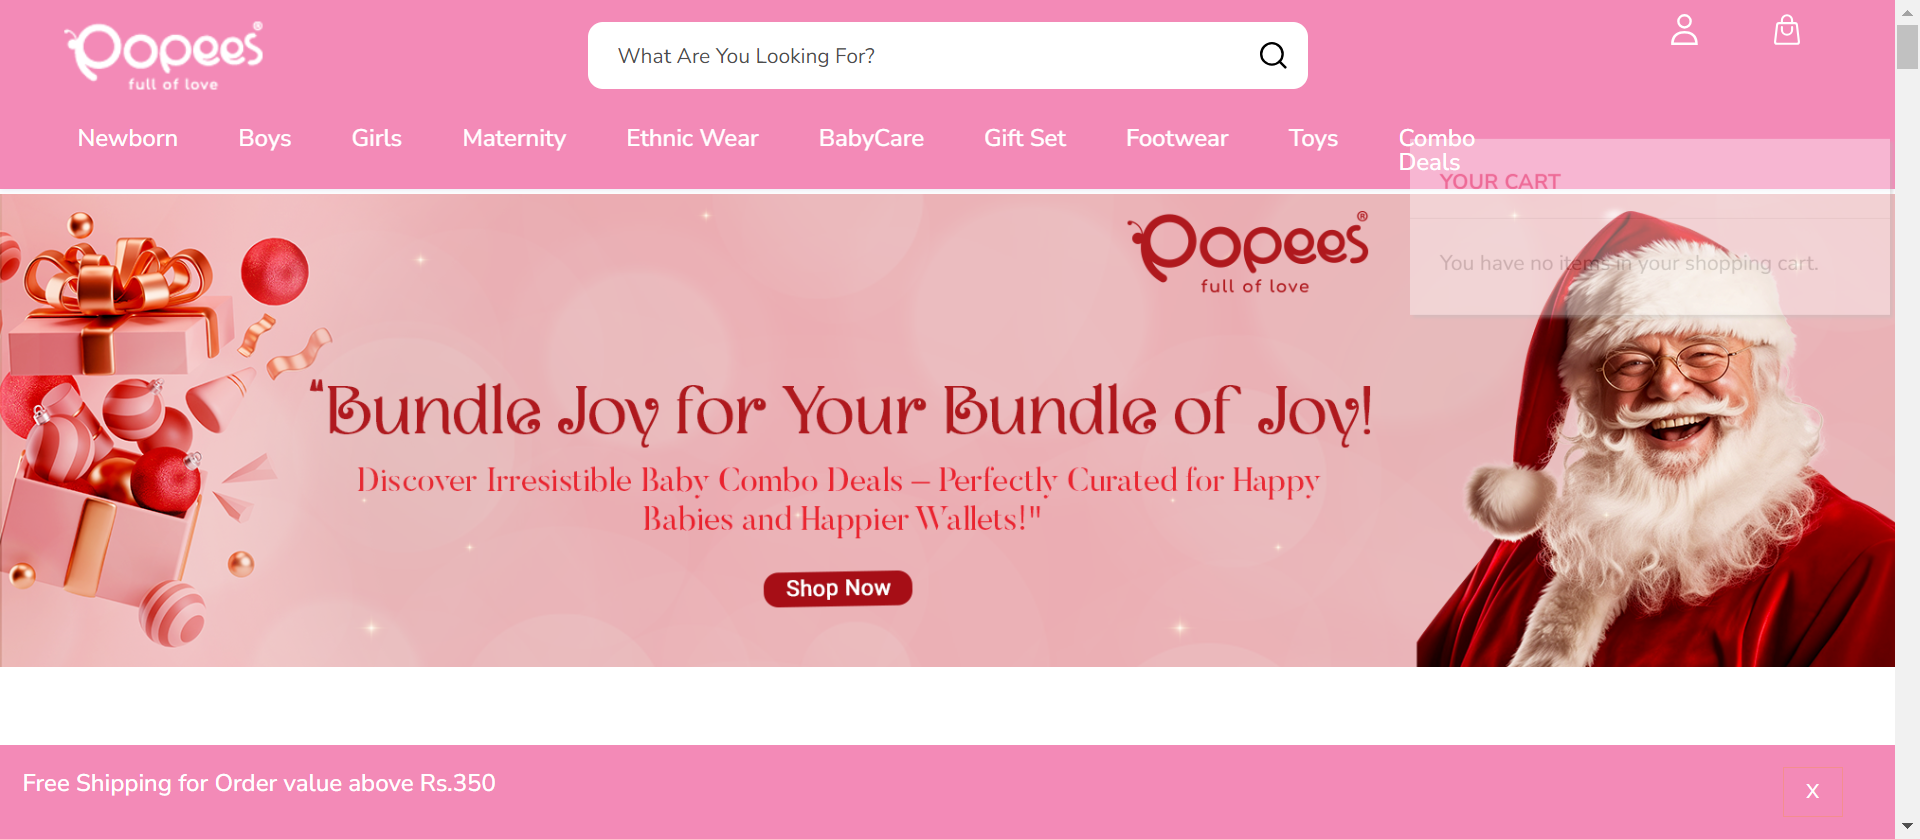 Popees®
full of love
What Are You Looking For?
Newborn
Boys
Girls
Maternity
Ethnic Wear
BabyCare
Gift Set
Footwear
Toys
Combo
Deals
YOUR CART
You have no items in your shopping cart.
Popees®
full of love
“Bundle Joy for Your Bundle of Joy!
Discover Irresistible Baby Combo Deals – Perfectly Curated for Happy
Babies and Happier Wallets!"
Shop Now
Free Shipping for Order value above Rs.350
X